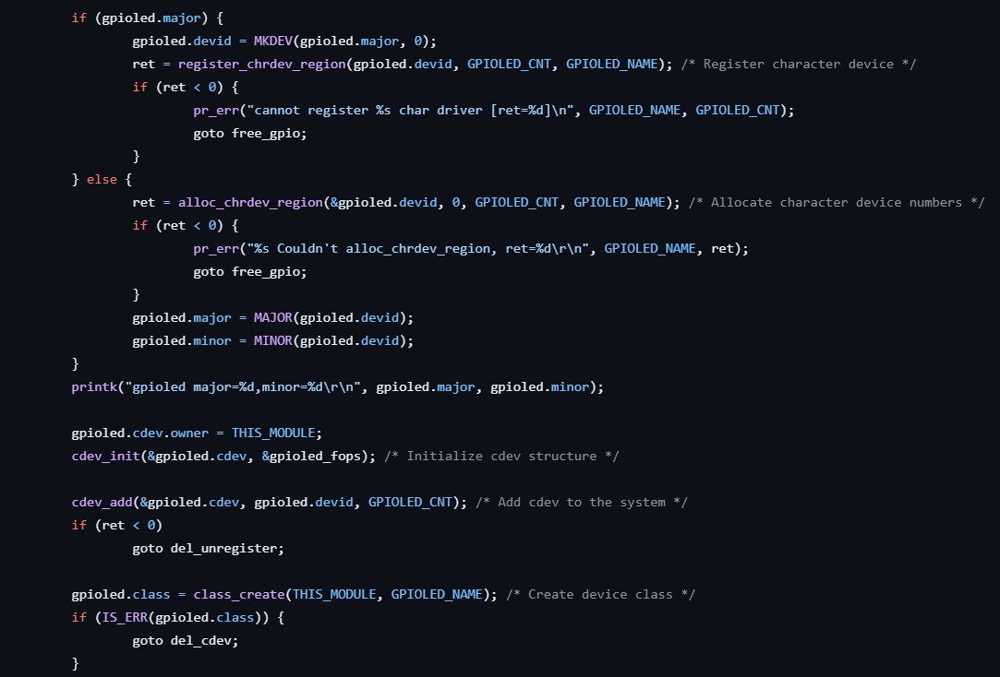 if (gpioled.major) {
gpioled.devid = MKDEV(gpioled.major, 0);
ret = register_chrdev_region(gpioled.devid, GPIOLED_CNT, GPIOLED_NAME); /* Register character device */
if (ret < 0) {
pr_err("cannot register %s char driver [ret=%d]\n", GPIOLED_NAME, GPIOLED_CNT);
goto free_gpio;
}
} else {
ret = alloc_chrdev_region(&gpioled.devid, 0, GPIOLED_CNT, GPIOLED_NAME); /* Allocate character device numbers */
if (ret < 0) {
pr_err("%s Couldn't alloc_chrdev_region, ret=%d\r\n", GPIOLED_NAME, ret);
goto free_gpio;
}
gpioled.major = MAJOR(gpioled.devid);
gpioled.minor = MINOR(gpioled.devid);
}
printk("gpioled major=%d,minor=%d\r\n", gpioled.major, gpioled.minor);
gpioled.cdev.owner = THIS_MODULE;
cdev_init(&gpioled.cdev, &gpioled_fops); /* Initialize cdev structure */
cdev_add(&gpioled.cdev, gpioled.devid, GPIOLED_CNT); /* Add cdev to the system */
if (ret < 0)
goto del_unregister;
gpioled.class = class_create(THIS_MODULE, GPIOLED_NAME); /* Create device class */
if (IS_ERR(gpioled.class)) {
goto del_cdev;
}